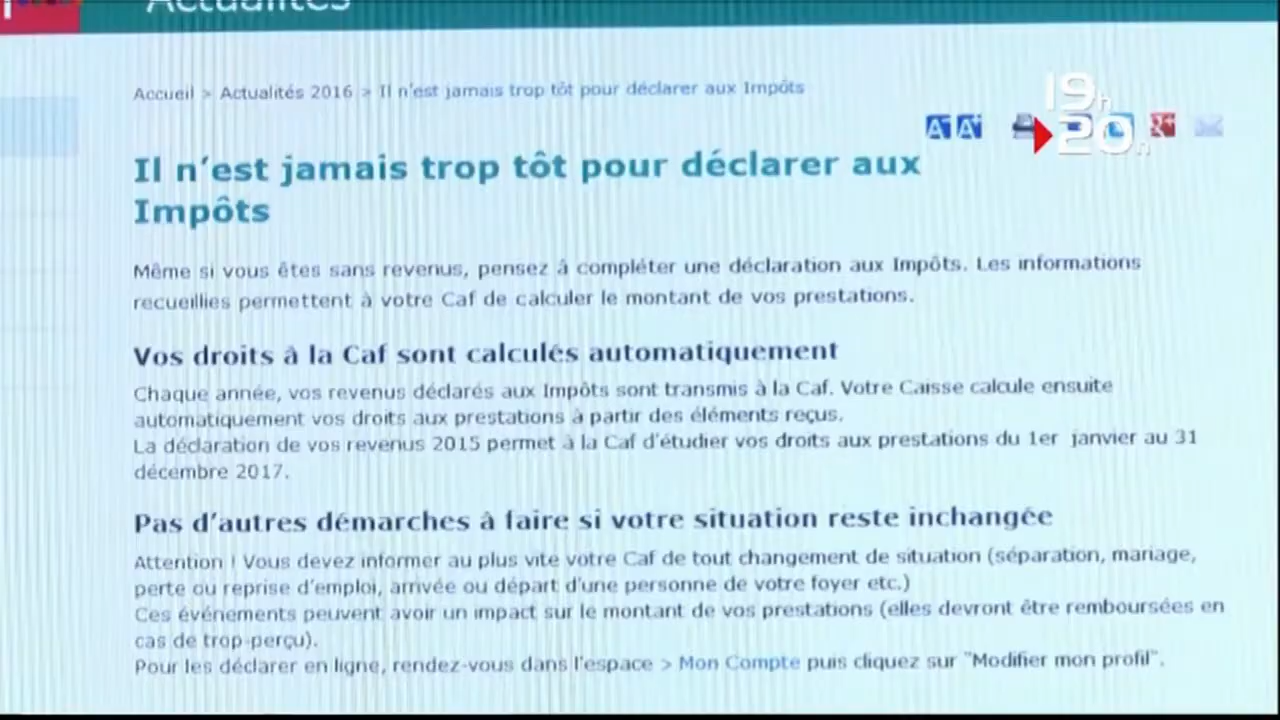 Actualités
Accueil > Actualités 2016 > Il n'est jamais trop tôt pour déclarer aux Impôts
19h
20h
A A+
g+
Il n'est jamais trop tôt pour déclarer aux
Impôts
Même si vous êtes sans revenus, pensez à compléter une déclaration aux Impôts. Les informations
recueillies permettent à votre Caf de calculer le montant de vos prestations.
Vos droits à la Caf sont calculés automatiquement
Chaque année, vos revenus déclarés aux Impôts sont transmis à la Caf. Votre Caisse calcule ensuite
automatiquement vos droits aux prestations à partir des éléments reçus.
La déclaration de vos revenus 2015 permet à la Caf d'étudier vos droits aux prestations du 1er janvier au 31
décembre 2017.
Pas d'autres démarches à faire si votre situation reste inchangée
Attention ! Vous devez informer au plus vite votre Caf de tout changement de situation (séparation, mariage,
perte ou reprise d'emploi, arrivée ou départ d'une personne de votre foyer etc.)
Ces événements peuvent avoir un impact sur le montant de vos prestations (elles devront être remboursées en
cas de trop-perçu).
Pour les déclarer en ligne, rendez-vous dans l'espace > Mon Compte puis cliquez sur "Modifier mon profil".